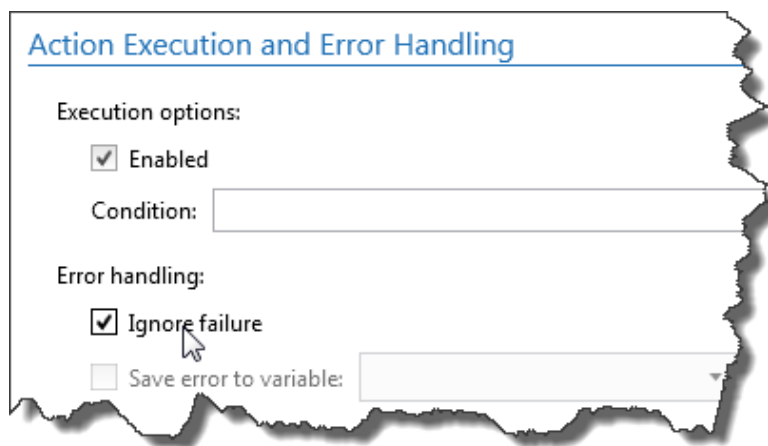 Action Execution and Error Handling
Execution options:
Enabled
Condition:
Error handling:
Ignore failure
Save error to variable: